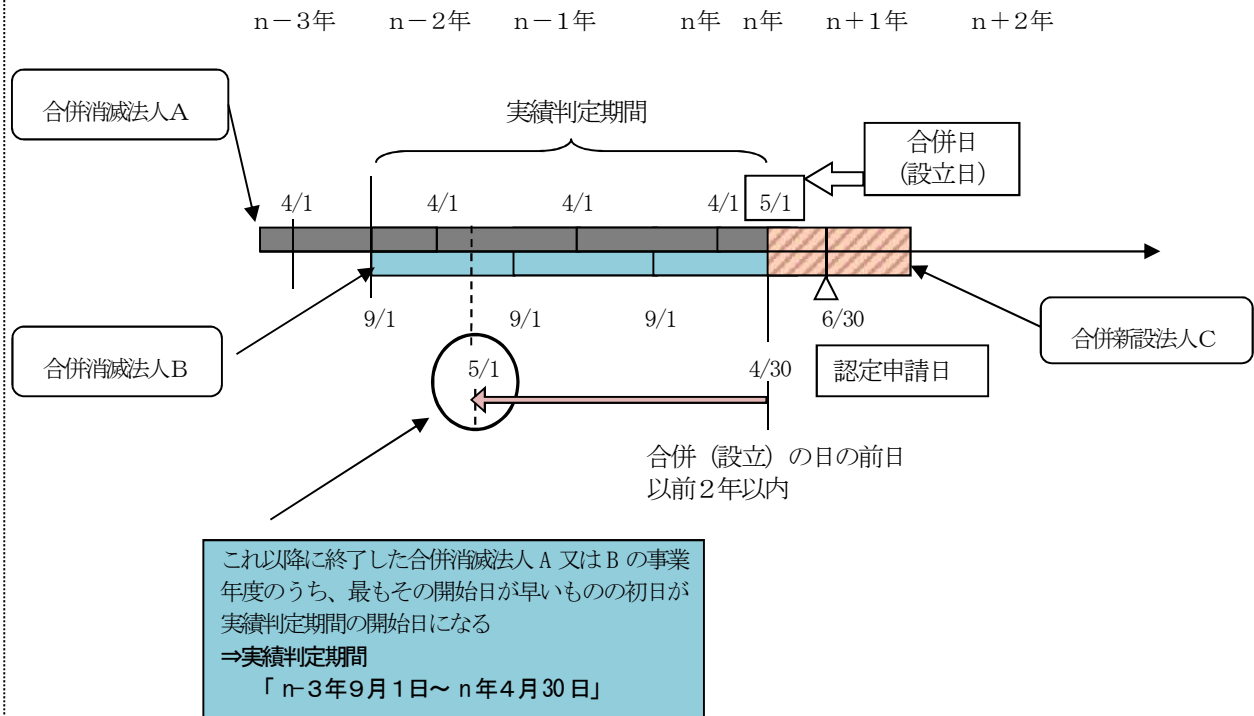 n－3年　n－2年　n－1年　n年　n年　n＋1年　n＋2年
合併消滅法人A
実績判定期間
合併日
（設立日）
4/1　4/1　4/1　4/1　5/1
9/1　9/1　9/1　6/30
合併新設法人C
合併消滅法人B
5/1　4/30　認定申請日
合併（設立）の日の前日
以前２年以内
これ以降に終了した合併消滅法人 A 又は B の事業
年度のうち、最もその開始日が早いものの初日が
実績判定期間の開始日になる
⇒実績判定期間
「 n-３年９月１日～ n 年４月30 日」